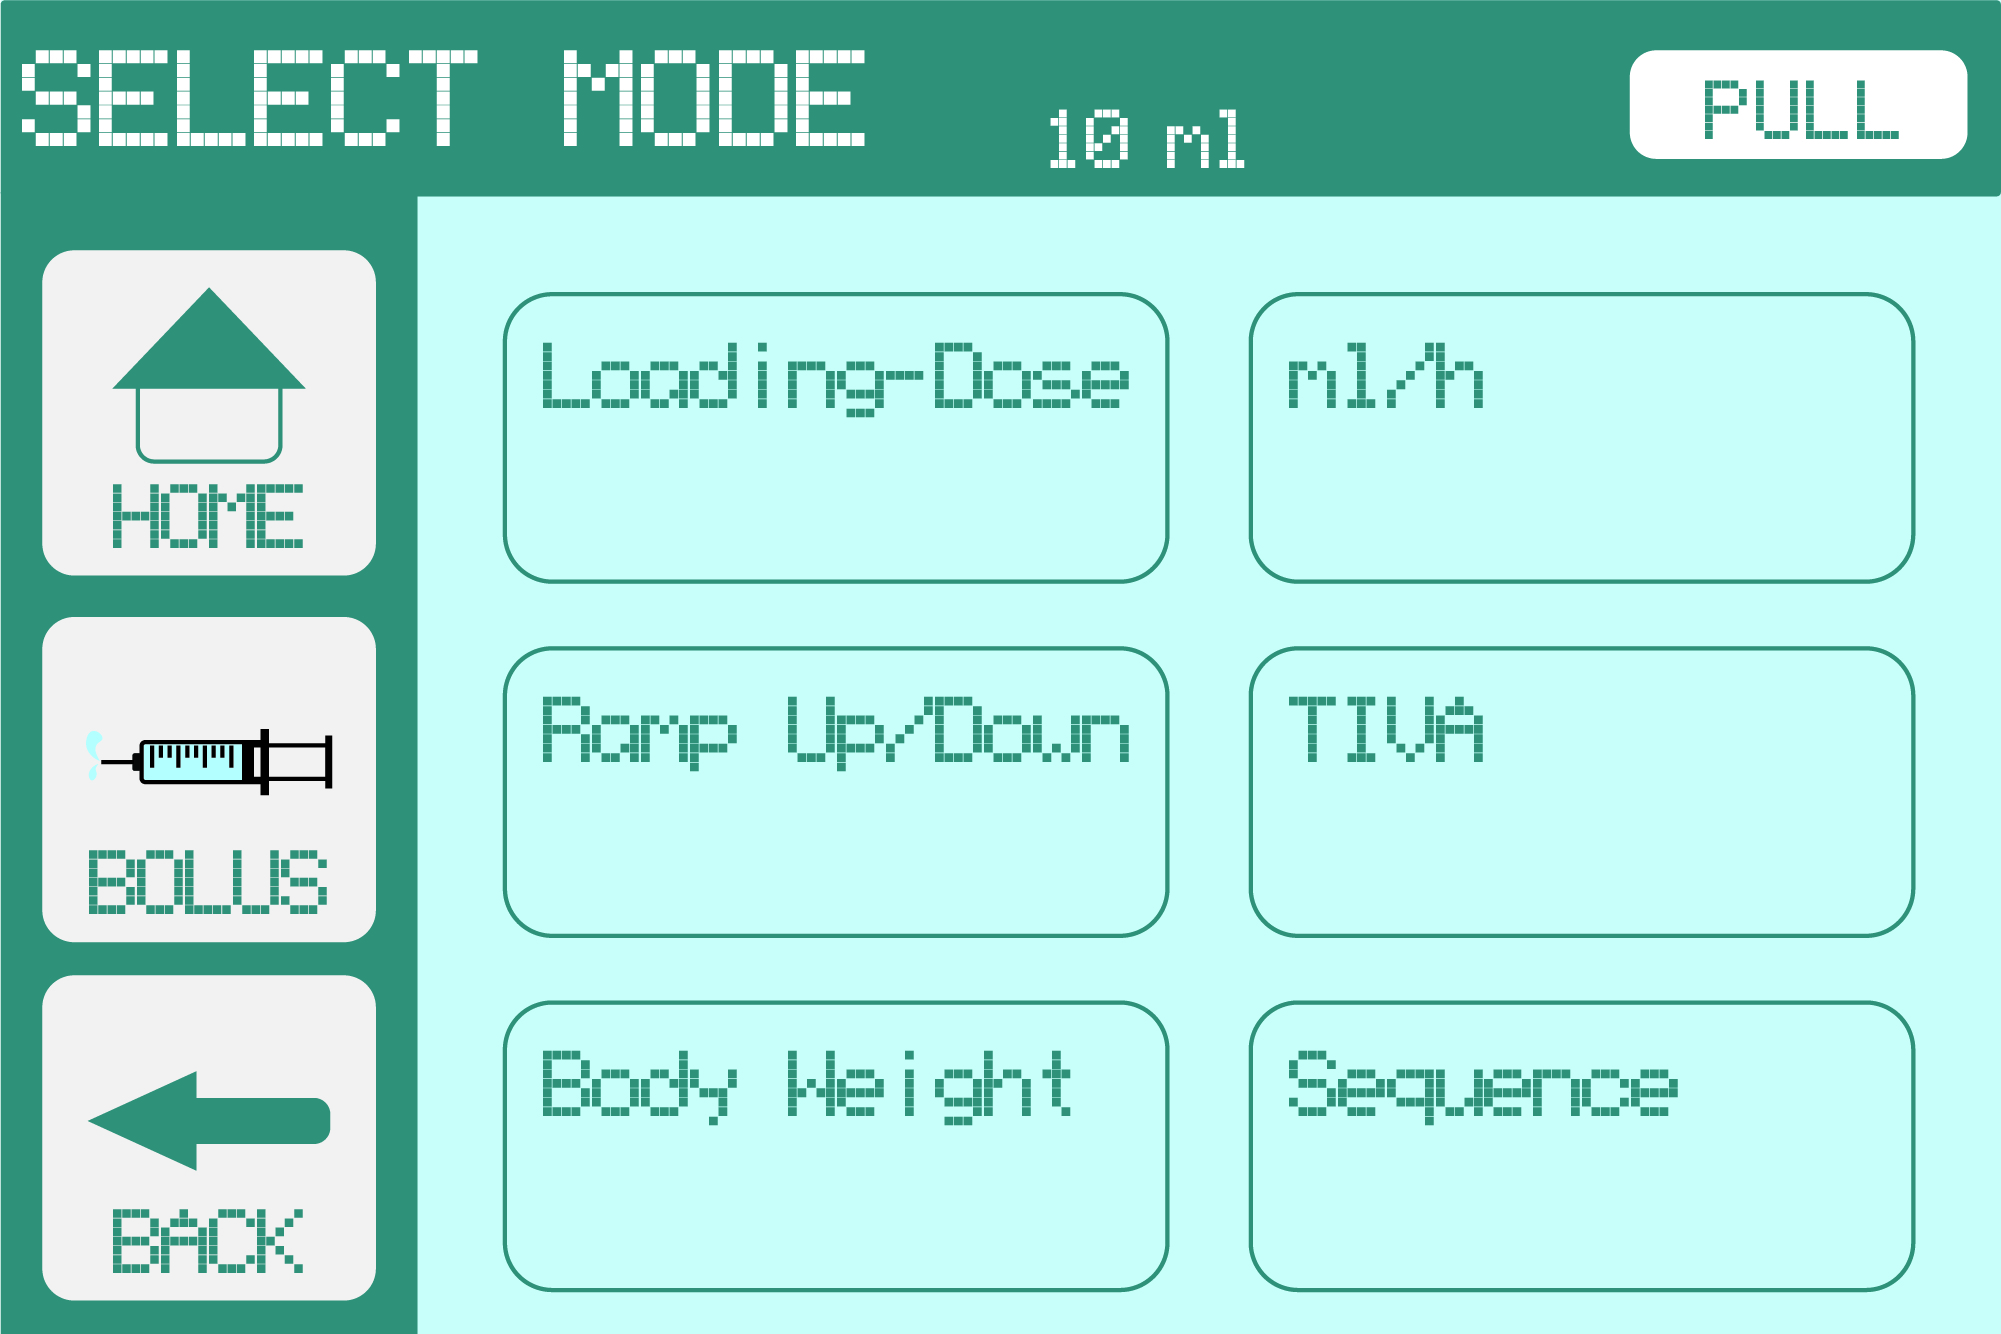 SELECT MODE
10 ml
PULL
HOME
BOLUS
BACK
Loading-Dose
ml/h
Ramp Up/Down
TIVA
Body Weight
Sequence